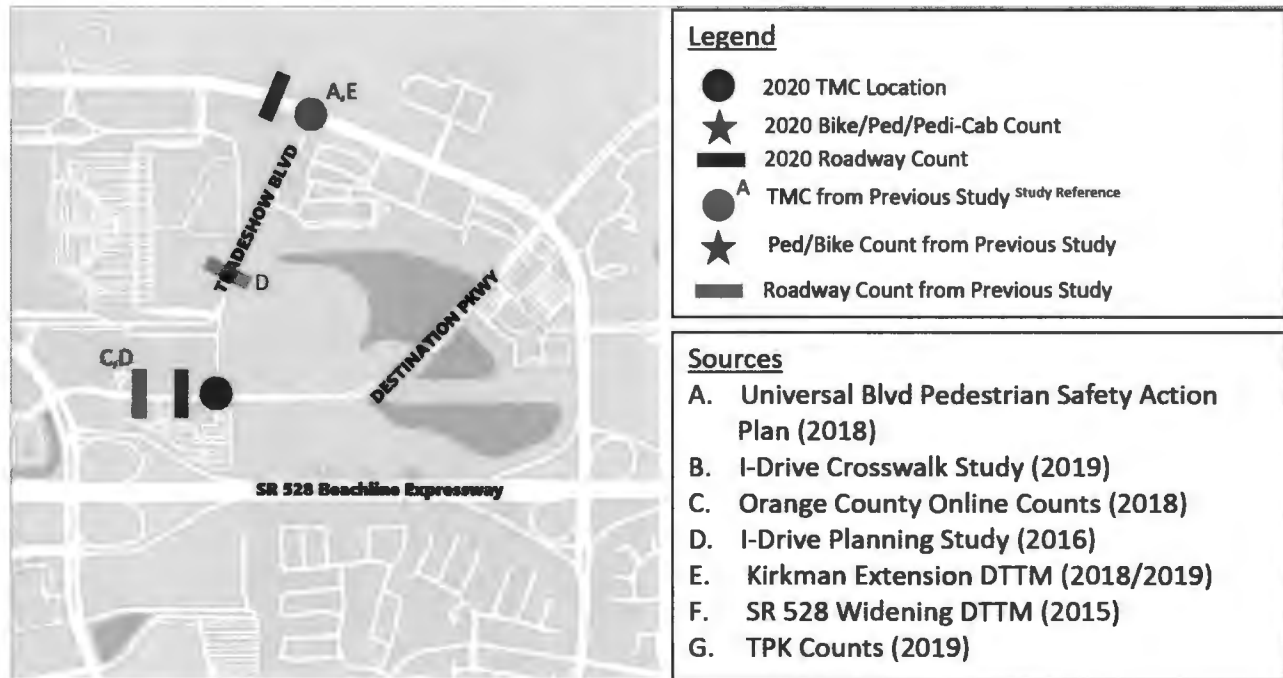 A,E
TRADESHOW BLVD
D
DESTINATION PKWY
C,D
SR 528 Beachline Expressway
Legend
2020 TMC Location
2020 Bike/Ped/Pedi-Cab Count
2020 Roadway Count
A TMC from Previous Study Study Reference
Ped/Bike Count from Previous Study
Roadway Count from Previous Study
Sources
A. Universal Blvd Pedestrian Safety Action
Plan (2018)
B. I-Drive Crosswalk Study (2019)
C. Orange County Online Counts (2018)
D. I-Drive Planning Study (2016)
E. Kirkman Extension DTTM (2018/2019)
F. SR 528 Widening DTTM (2015)
G. TPK Counts (2019)